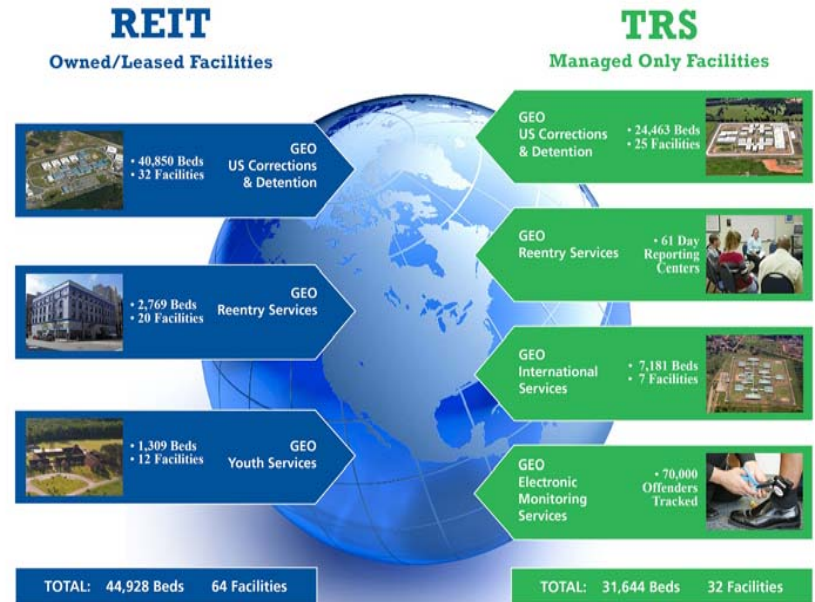 REIT
Owned/Leased Facilities
• 40,850 Beds
• 32 Facilities
GEO
US Corrections
& Detention
• 2,769 Beds
• 20 Facilities
GEO
Reentry Services
• 1,309 Beds
• 12 Facilities
GEO
Youth Services
TOTAL: 44,928 Beds 64 Facilities
TRS
Managed Only Facilities
GEO
US Corrections
& Detention
• 24,463 Beds
• 25 Facilities
GEO
Reentry Services
• 61 Day
Reporting
Centers
GEO
International
Services
• 7,181 Beds
• 7 Facilities
GEO
Electronic
Monitoring
Services
• 70,000
Offenders
Tracked
TOTAL: 31,644 Beds 32 Facilities